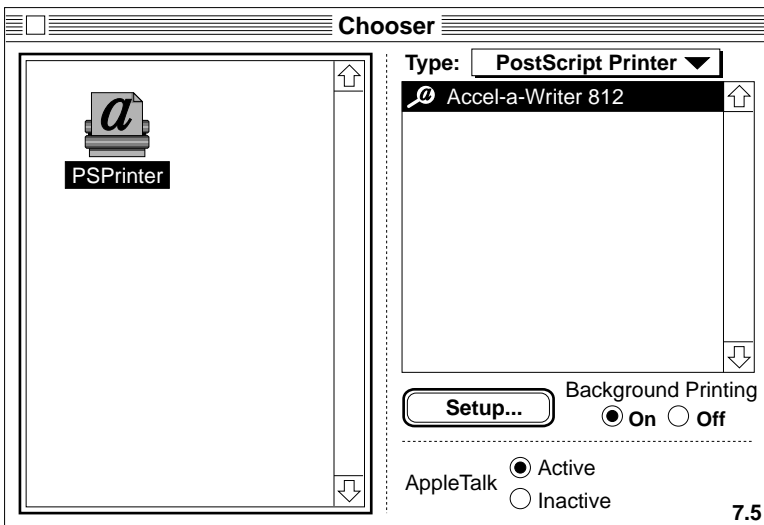 Chooser
PSPrinter
Type: PostScript Printer
Accel-a-Writer 812
Setup...
Background Printing
On Off
AppleTalk
Active
Inactive
7.5